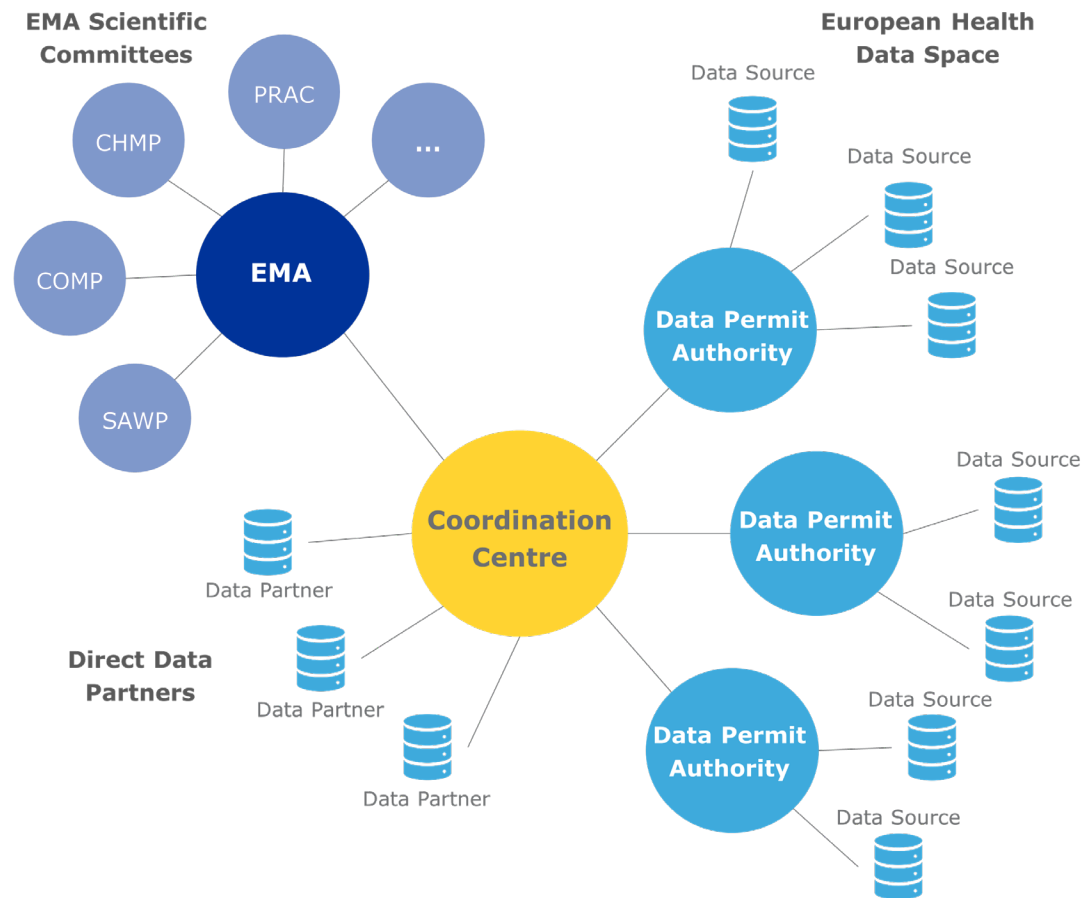 EMA Scientific
Committees
PRAC
CHMP
...
COMP
EMA
SAWP
European Health
Data Space
Data Source
Data Source
Data Source
Data Permit
Authority
Data Source
Data Permit
Authority
Data Source
Coordination
Centre
Data Partner
Direct Data
Partners
Data Partner
Data Partner
Data Source
Data Permit
Authority
Data Source